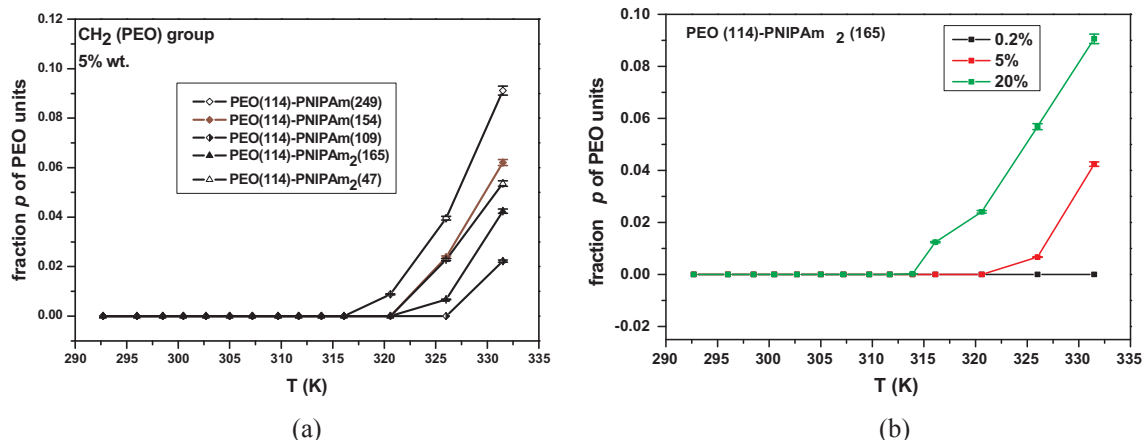 CH2 (PEO) group
5% wt.
PEO(114)-PNIPAm(249)
PEO(114)-PNIPAm(154)
PEO(114)-PNIPAm(109)
PEO(114)-PNIPAm2(165)
PEO(114)-PNIPAm2(47)
fraction p of PEO units
0.12
0.10
0.08
0.06
0.04
0.02
0.00
290 295 300 305 310 315 320 325 330 335
T (K)
(a)
PEO (114)-PNIPAm 2 (165)
0.2%
5%
20%
fraction p of PEO units
0.10
0.08
0.06
0.04
0.02
0.00
-0.02
290 295 300 305 310 315 320 325 330 335
T (K)
(b)